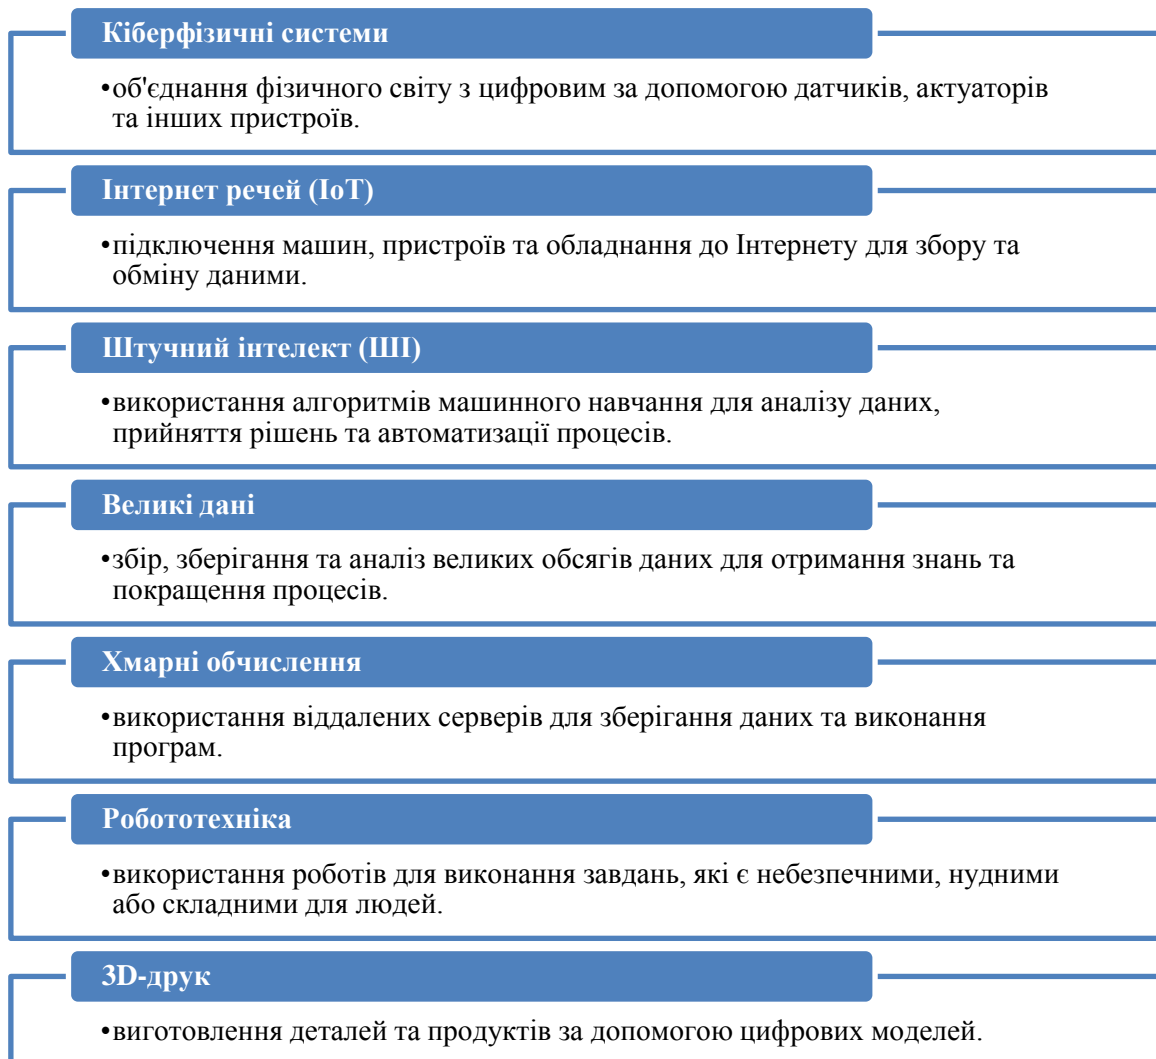 Кіберфізичні системи
•об'єднання фізичного світу з цифровим за допомогою датчиків, актуаторів
та інших пристроїв.
Інтернет речей (IoT)
•підключення машин, пристроїв та обладнання до Інтернету для збору та
обміну даними.
Штучний інтелект (ШІ)
•використання алгоритмів машинного навчання для аналізу даних,
прийняття рішень та автоматизації процесів.
Великі дані
•збір, зберігання та аналіз великих обсягів даних для отримання знань та
покращення процесів.
Хмарні обчислення
•використання віддалених серверів для зберігання даних та виконання
програм.
Робототехніка
•використання роботів для виконання завдань, які є небезпечними, нудними
або складними для людей.
3D-друк
•виготовлення деталей та продуктів за допомогою цифрових моделей.